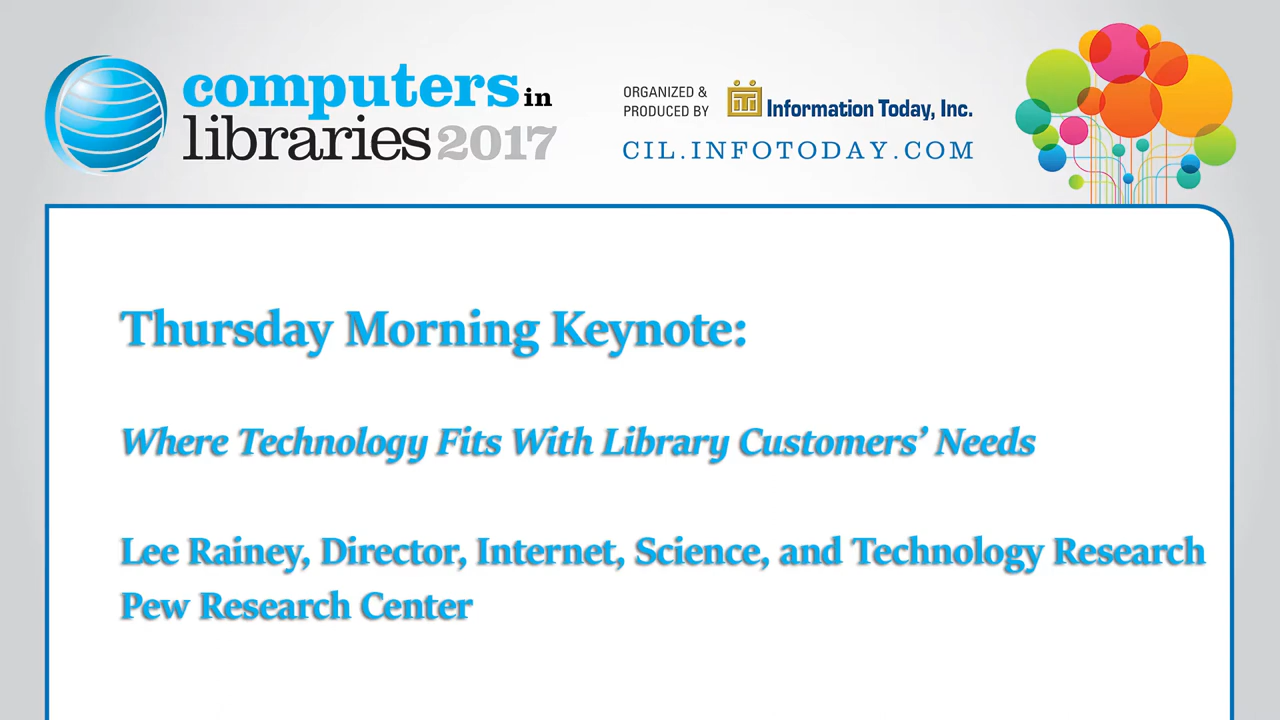 computers in
libraries 2017
ORGANIZED &
PRODUCED BY
Information Today, Inc.
CIL.INFOTODAY.COM
Thursday Morning Keynote:
Where Technology Fits With Library Customers’ Needs
Lee Rainey, Director, Internet, Science, and Technology Research
Pew Research Center